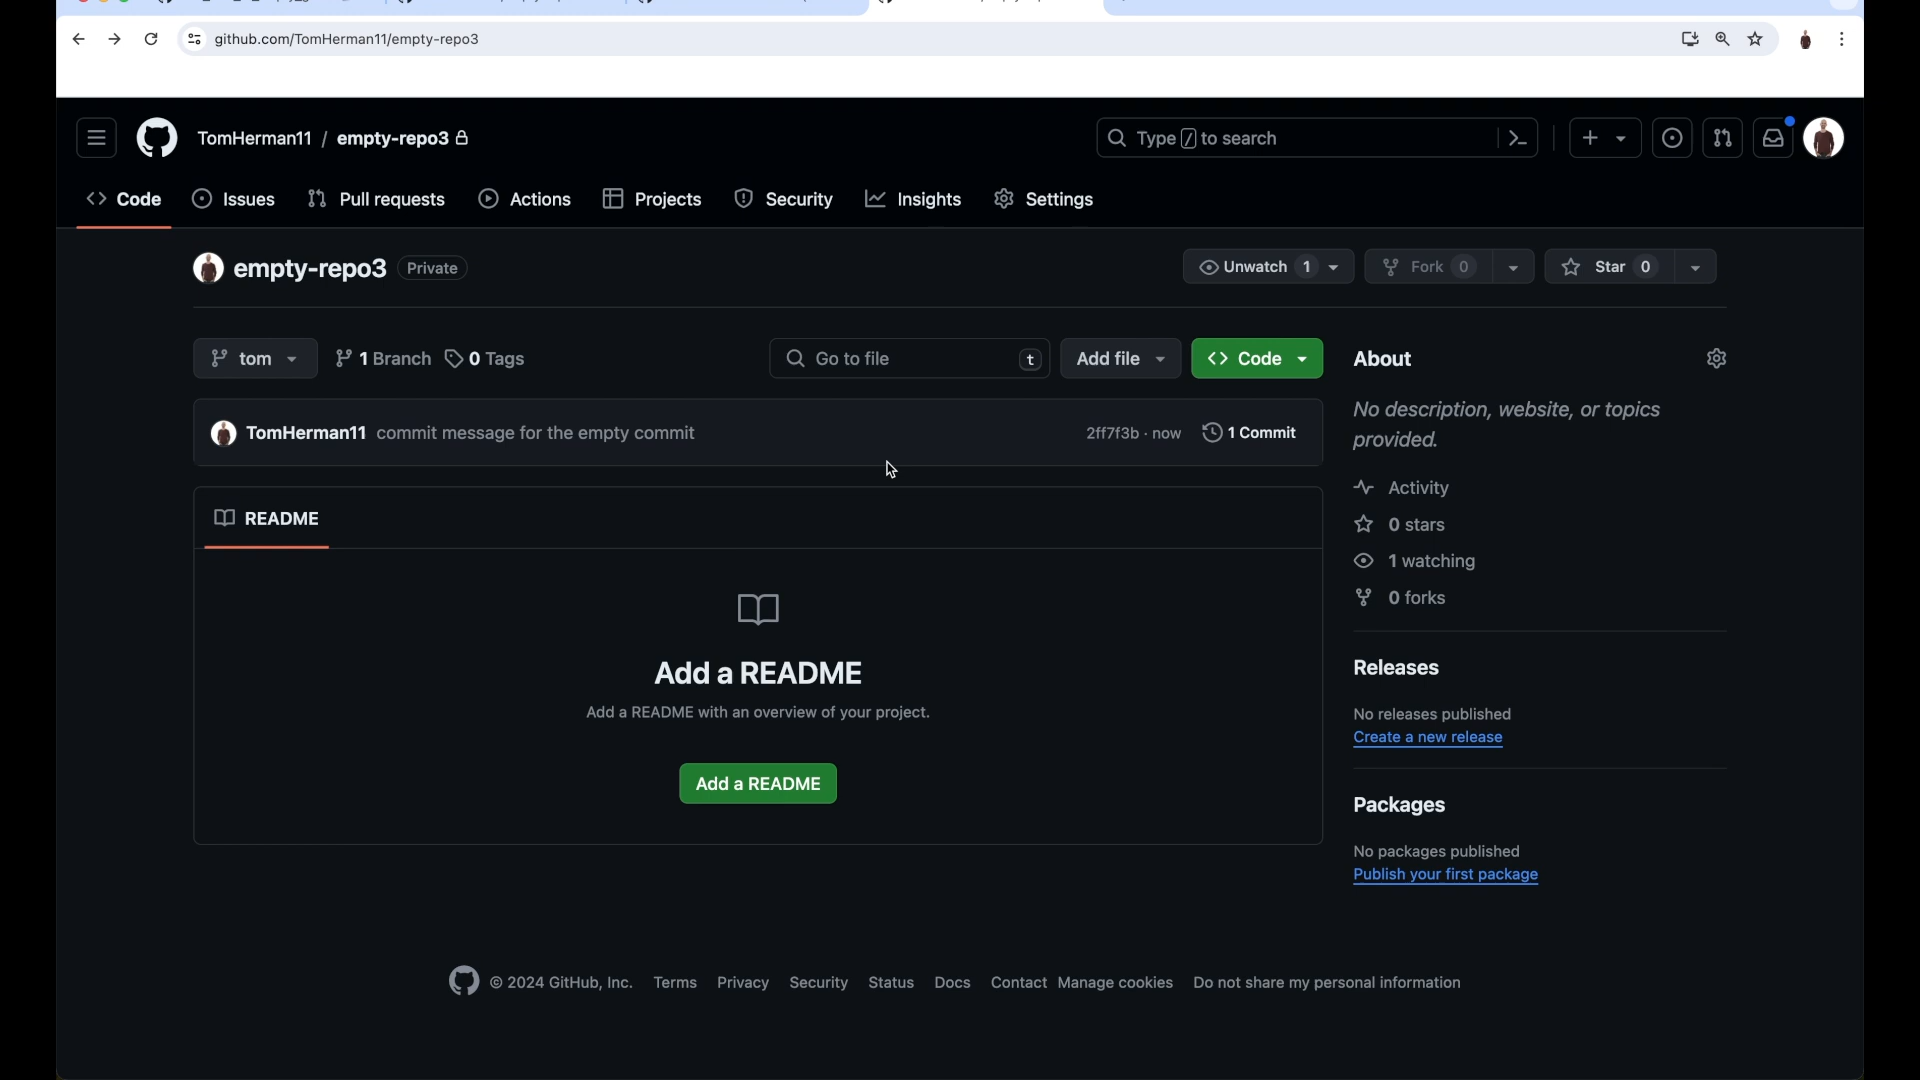 github.com/TomHerman11/empty-repo3
TomHerman11 / empty-repo3
Type / to search
Code Issues Pull requests Actions Projects Security Insights Settings
empty-repo3 Private
Unwatch 1 Fork 0 Star 0
tom 1 Branch 0 Tags
Go to file t Add file <> Code
TomHerman11 commit message for the empty commit 2ff7f3b · now 1 Commit
README
Add a README
Add a README with an overview of your project.
Add a README
About
No description, website, or topics
provided.
Activity
0 stars
1 watching
0 forks
Releases
No releases published
Create a new release
Packages
No packages published
Publish your first package
© 2024 GitHub, Inc. Terms Privacy Security Status Docs Contact Manage cookies Do not share my personal information